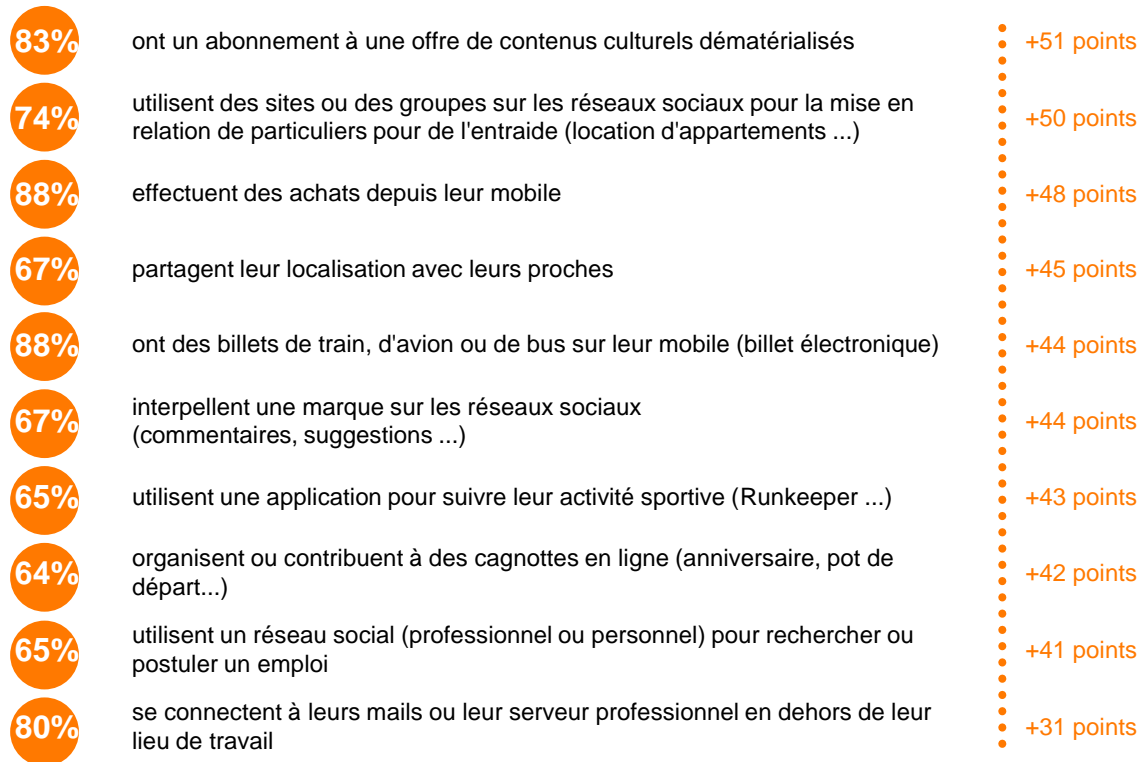 83% ont un abonnement à une offre de contenus culturels dématérialisés +51 points
74% utilisent des sites ou des groupes sur les réseaux sociaux pour la mise en
relation de particuliers pour de l'entraide (location d'appartements ...) +50 points
88% effectuent des achats depuis leur mobile +48 points
67% partagent leur localisation avec leurs proches +45 points
88% ont des billets de train, d'avion ou de bus sur leur mobile (billet électronique) +44 points
67% interpellent une marque sur les réseaux sociaux
(commentaires, suggestions ...) +44 points
65% utilisent une application pour suivre leur activité sportive (Runkeeper ...) +43 points
64% organisent ou contribuent à des cagnottes en ligne (anniversaire, pot de
départ...) +42 points
65% utilisent un réseau social (professionnel ou personnel) pour rechercher ou
postuler un emploi +41 points
80% se connectent à leurs mails ou leur serveur professionnel en dehors de leur
lieu de travail +31 points